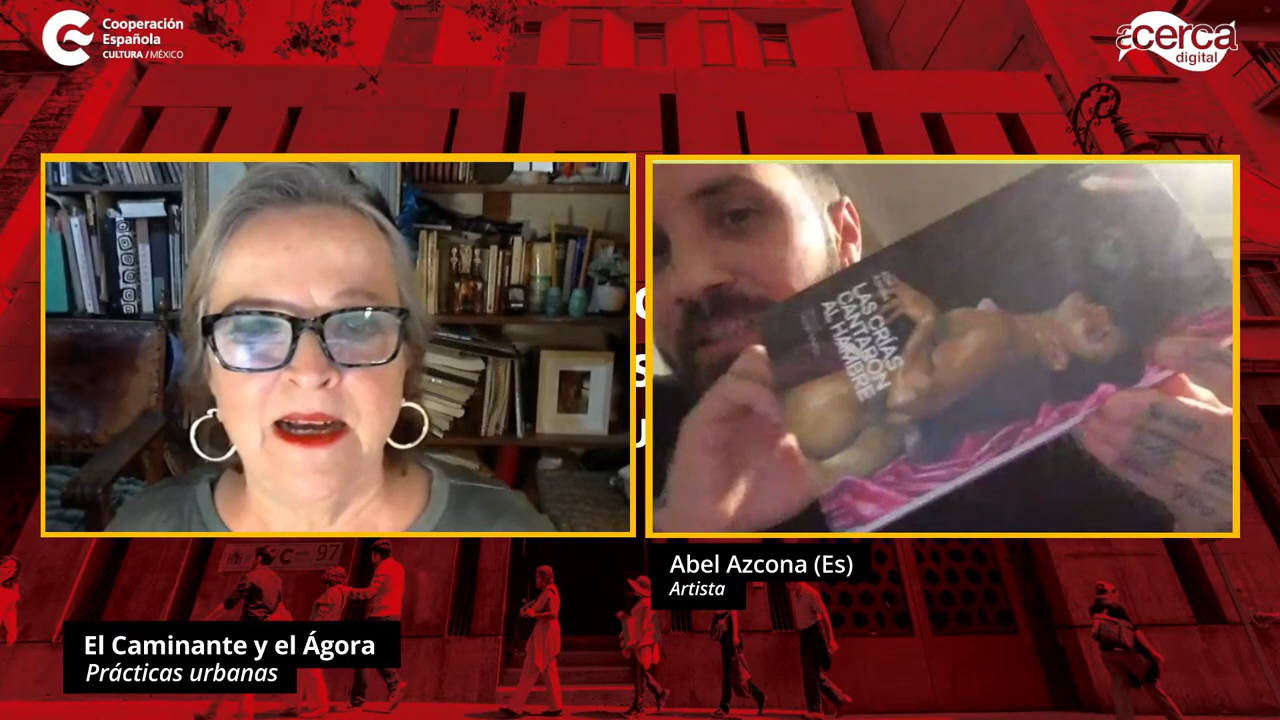 Cooperación
Española
CULTURA / MÉXICO
acerca
digital
LAS CRÍAS
CANTARON
AL HAMBRE
97
Abel Azcona (Es)
Artista
El Caminante y el Ágora
Prácticas urbanas